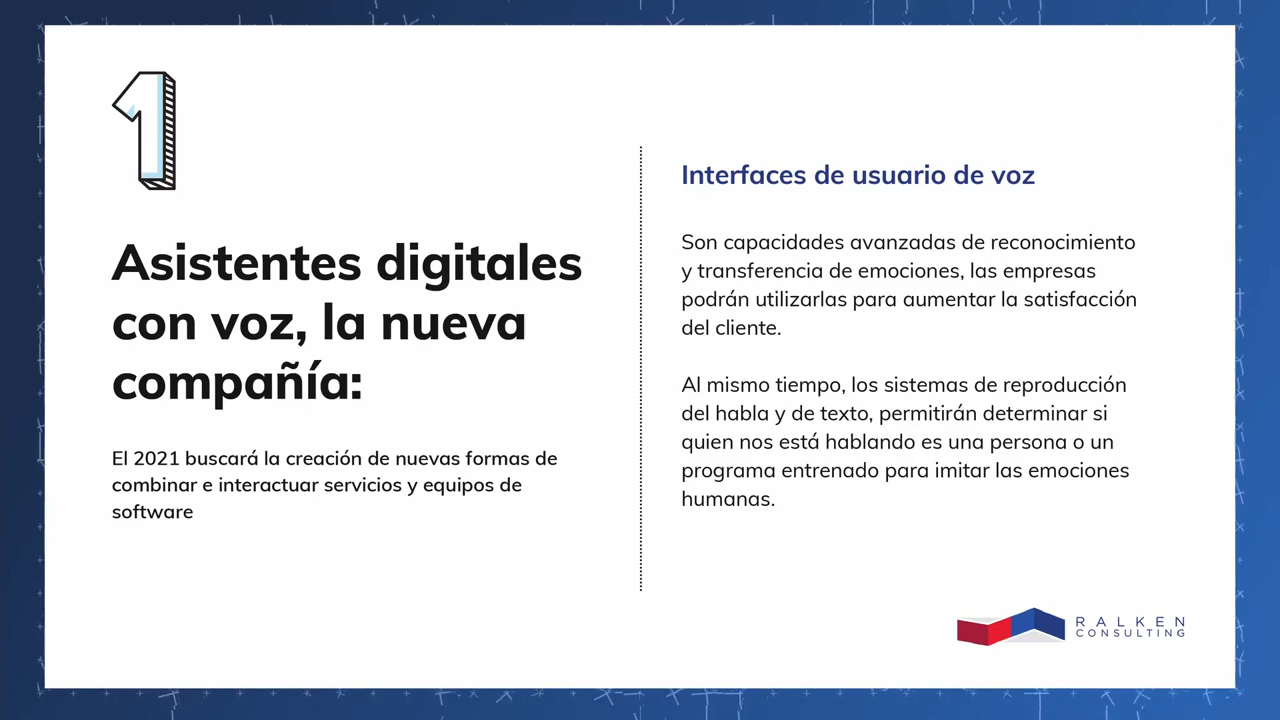 1
Asistentes digitales
con voz, la nueva
compañía:
El 2021 buscará la creación de nuevas formas de
combinar e interactuar servicios y equipos de
software
Interfaces de usuario de voz
Son capacidades avanzadas de reconocimiento
y transferencia de emociones, las empresas
podrán utilizarlas para aumentar la satisfacción
del cliente.
Al mismo tiempo, los sistemas de reproducción
del habla y de texto, permitirán determinar si
quien nos está hablando es una persona o un
programa entrenado para imitar las emociones
humanas.
RALKEN
CONSULTING